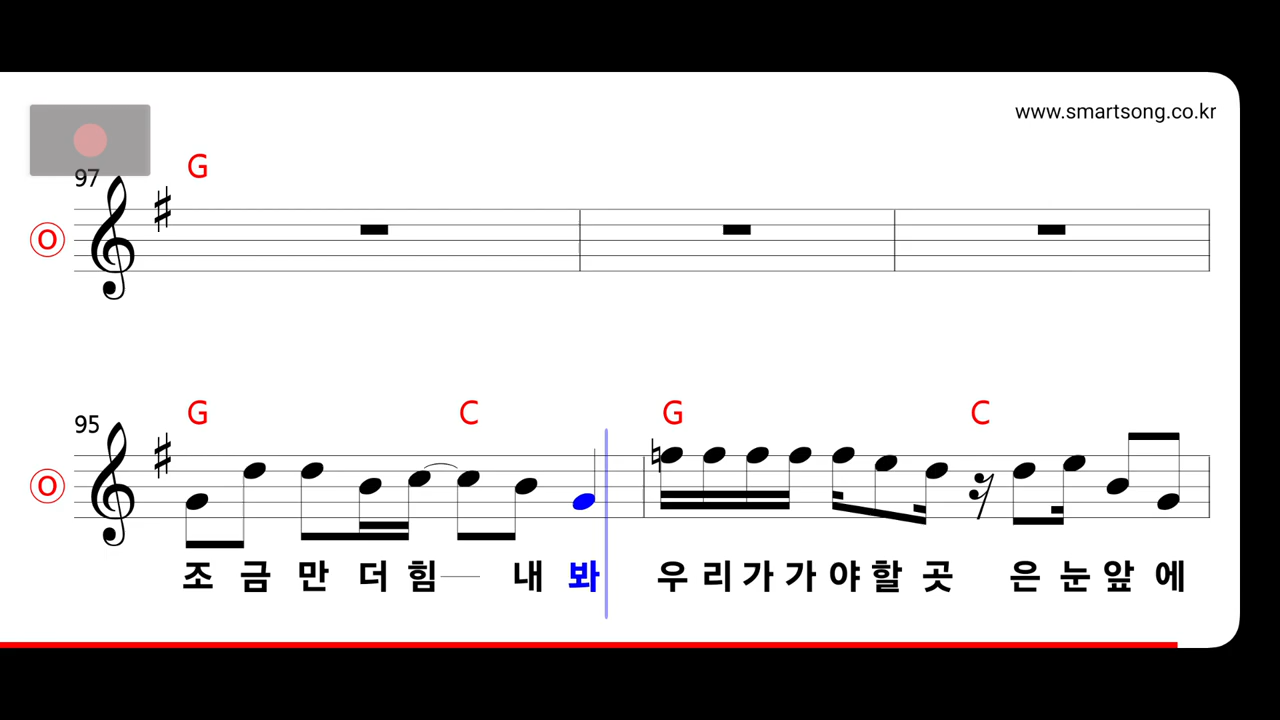 www.smartsong.co.kr
G
97
O
G C G C
95
O
조 금 만 더 힘 내 봐 우 리 가 가 야 할 곳 은 눈 앞 에